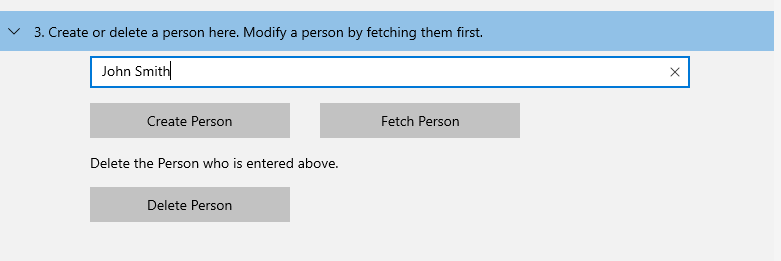 3. Create or delete a person here. Modify a person by fetching them first.
John Smith
Create Person
Fetch Person
Delete the Person who is entered above.
Delete Person